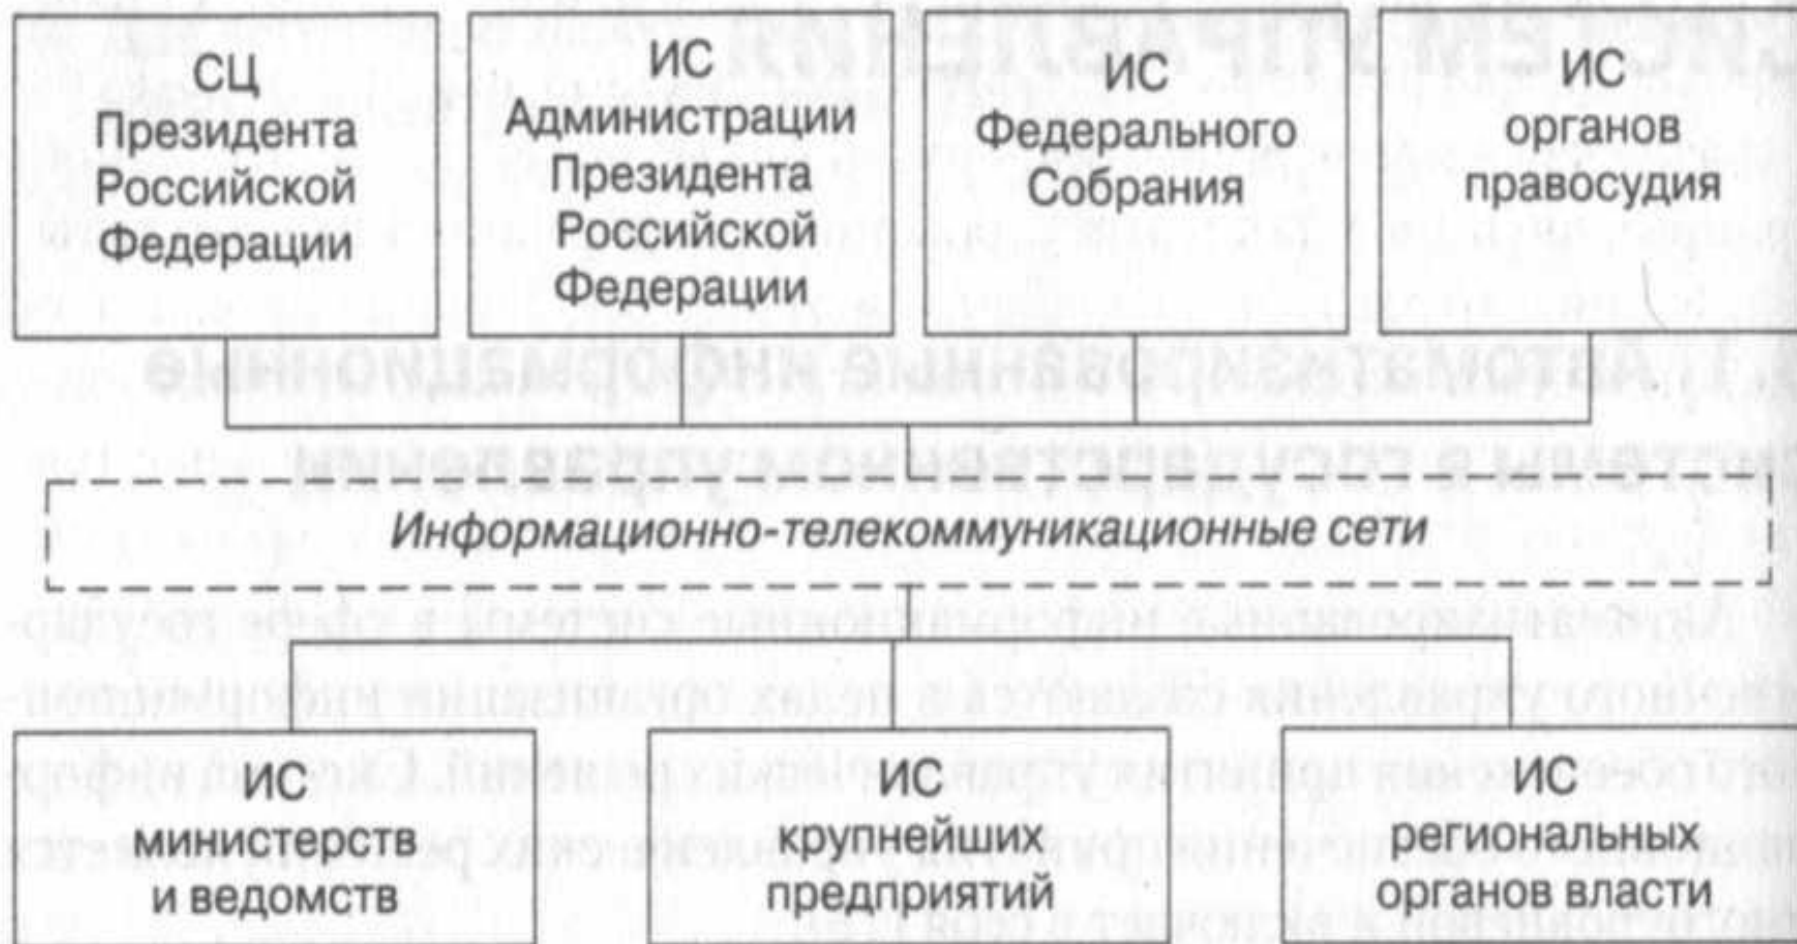 СЦ
Президента
Российской
Федерации
ИС
Администрации
Президента
Российской
Федерации
ИС
Федерального
Собрания
ИС
органов
правосудия
Информационно-телекоммуникационные сети
ИС
министерств
и ведомств
ИС
крупнейших
предприятий
ИС
региональных
органов власти